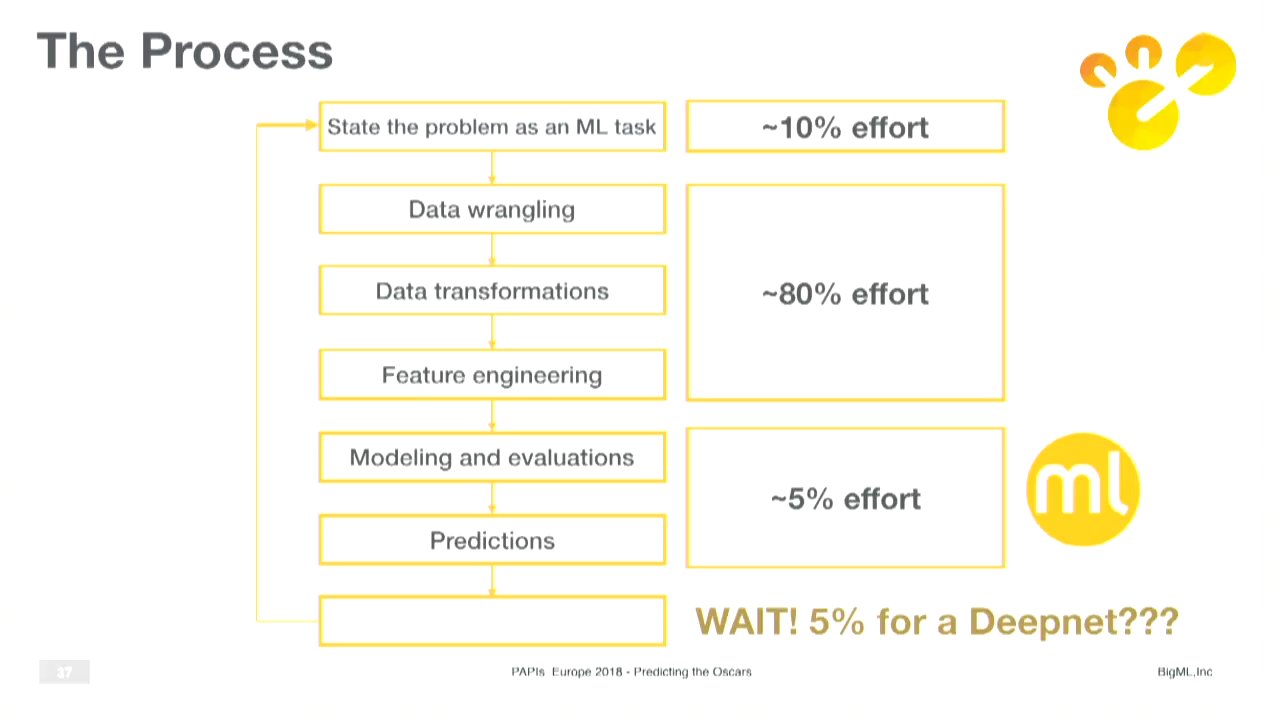 The Process
State the problem as an ML task
~10% effort
Data wrangling
Data transformations
~80% effort
Feature engineering
Modeling and evaluations
~5% effort
ml
Predictions
WAIT! 5% for a Deepnet???
37
PAPIs Europe 2018 - Predicting the Oscars
BigML,Inc